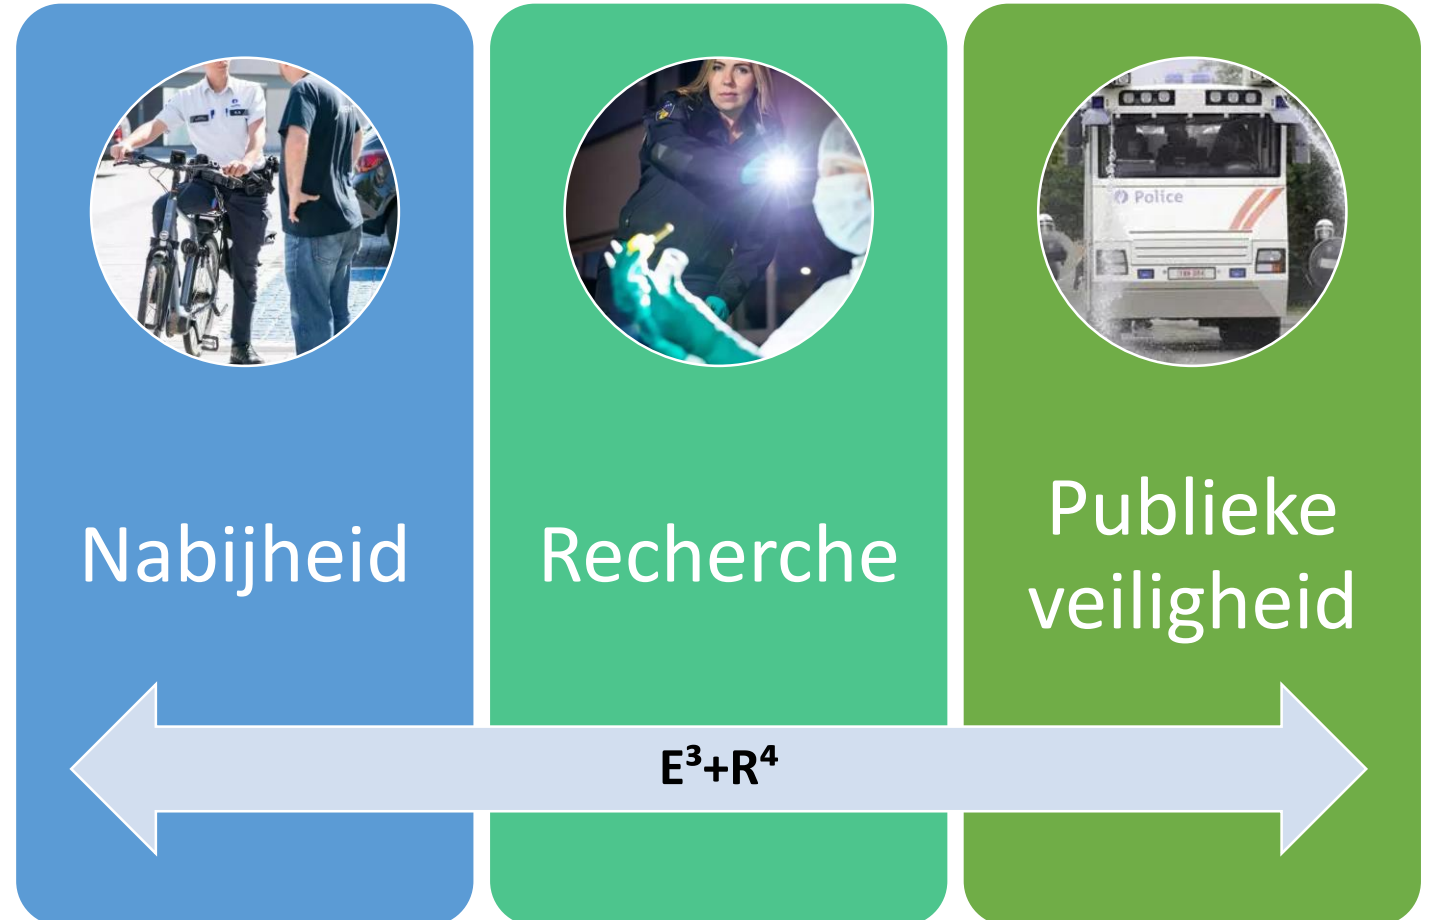 Police
Nabijheid
Recherche
Publieke
veiligheid
E³+R⁴